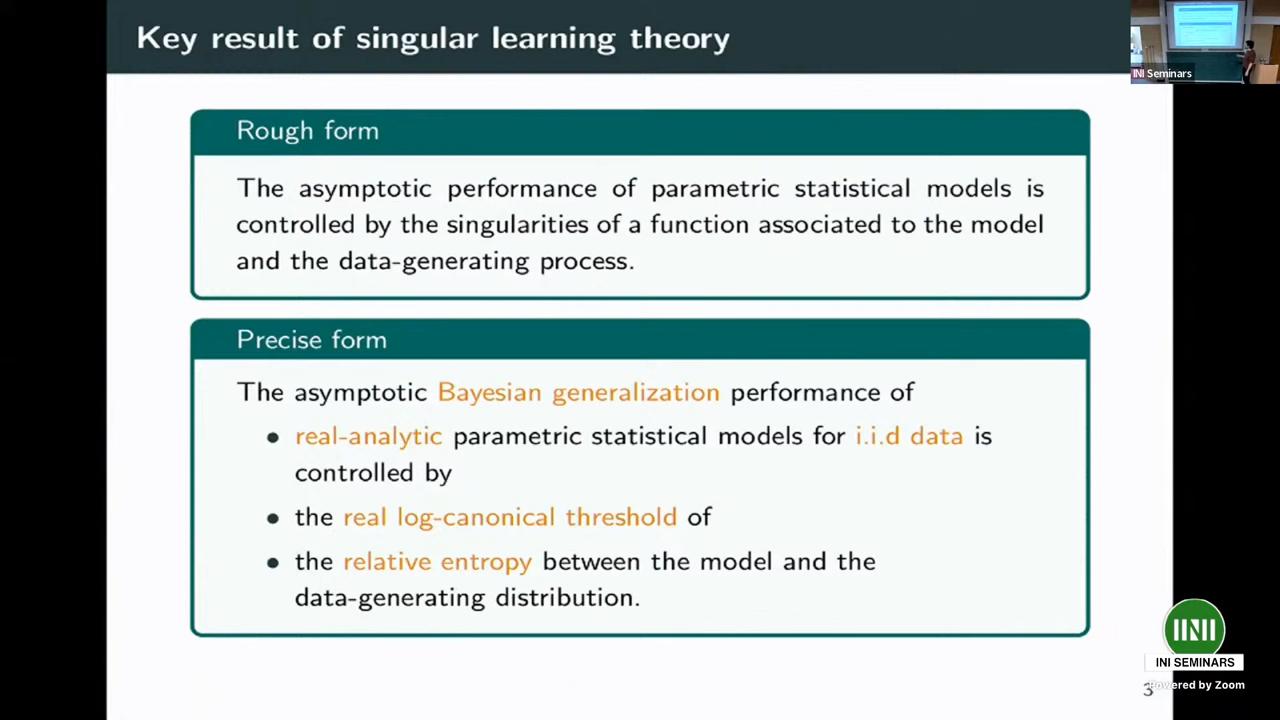 Key result of singular learning theory
INI Seminars
Rough form
The asymptotic performance of parametric statistical models is
controlled by the singularities of a function associated to the model
and the data-generating process.
Precise form
The asymptotic Bayesian generalization performance of
• real-analytic parametric statistical models for i.i.d data is
controlled by
• the real log-canonical threshold of
• the relative entropy between the model and the
data-generating distribution.
INI
INI SEMINARS
3
Powered by Zoom